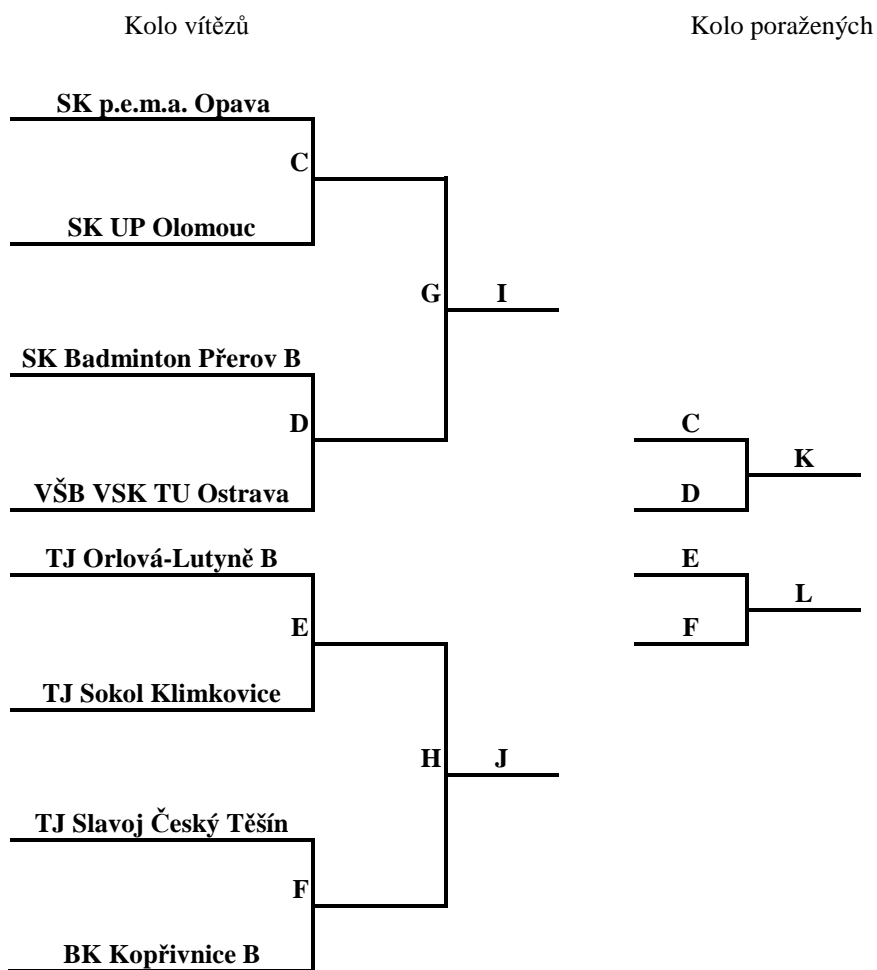 Kolo vítězů
Kolo poražených
SK p.e.m.a. Opava
C
SK UP Olomouc
G
I
SK Badminton Přerov B
D
VŠB VSK TU Ostrava
TJ Orlová-Lutyně B
E
TJ Sokol Klimkovice
H
J
TJ Slavoj Český Těšín
F
BK Kopřivnice B
C
K
D
E
L
F